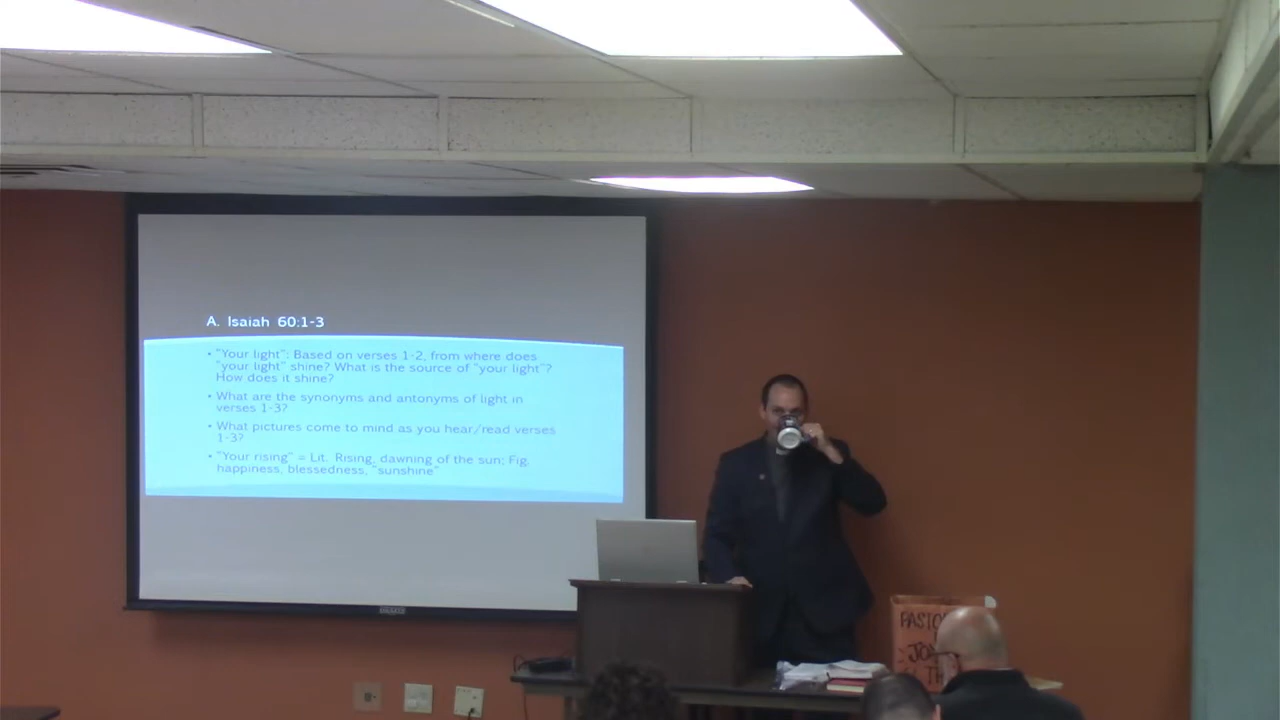 A. Isaiah 60:1-3
• "Your light": Based on verses 1-2, from where does
"your light" shine? What is the source of "your light"?
How does it shine?
• What are the synonyms and antonyms of light in
verses 1-3?
• What pictures come to mind as you hear/read verses
1-3?
• "Your rising" = Lit. Rising, dawning of the sun; Fig.
happiness, blessedness, "sunshine"